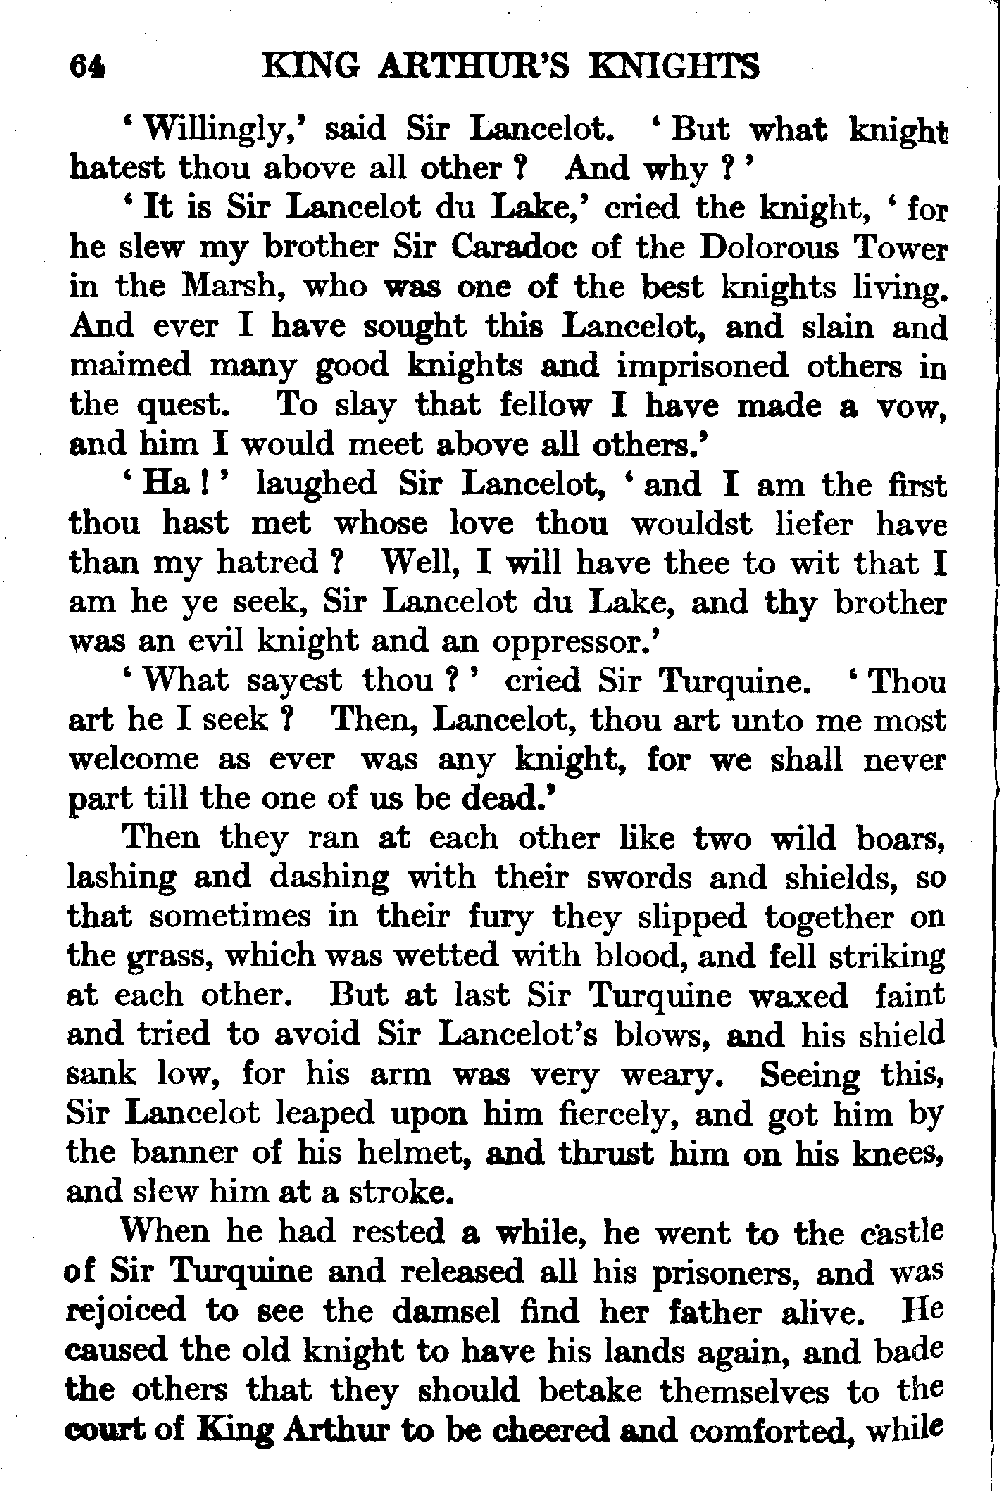 64 KING ARTHUR'S KNIGHTS
‘ Willingly,’ said Sir Lancelot. ‘ But what knight
hatest thou above all other ? And why ? ’
‘ It is Sir Lancelot du Lake,’ cried the knight, ‘ for
he slew my brother Sir Caradoc of the Dolorous Tower
in the Marsh, who was one of the best knights living.
And ever I have sought this Lancelot, and slain and
maimed many good knights and imprisoned others in
the quest. To slay that fellow I have made a vow,
and him I would meet above all others.’
‘ Ha ! ’ laughed Sir Lancelot, ‘ and I am the first
thou hast met whose love thou wouldst liefer have
than my hatred ? Well, I will have thee to wit that I
am he ye seek, Sir Lancelot du Lake, and thy brother
was an evil knight and an oppressor.’
‘ What sayest thou ? ’ cried Sir Turquine. ‘ Thou
art he I seek ? Then, Lancelot, thou art unto me most
welcome as ever was any knight, for we shall never
part till the one of us be dead.’
Then they ran at each other like two wild boars,
lashing and dashing with their swords and shields, so
that sometimes in their fury they slipped together on
the grass, which was wetted with blood, and fell striking
at each other. But at last Sir Turquine waxed faint
and tried to avoid Sir Lancelot's blows, and his shield
sank low, for his arm was very weary. Seeing this,
Sir Lancelot leaped upon him fiercely, and got him by
the banner of his helmet, and thrust him on his knees,
and slew him at a stroke.
When he had rested a while, he went to the castle
of Sir Turquine and released all his prisoners, and was
rejoiced to see the damsel find her father alive. He
caused the old knight to have his lands again, and bade
the others that they should betake themselves to the
court of King Arthur to be cheered and comforted, while